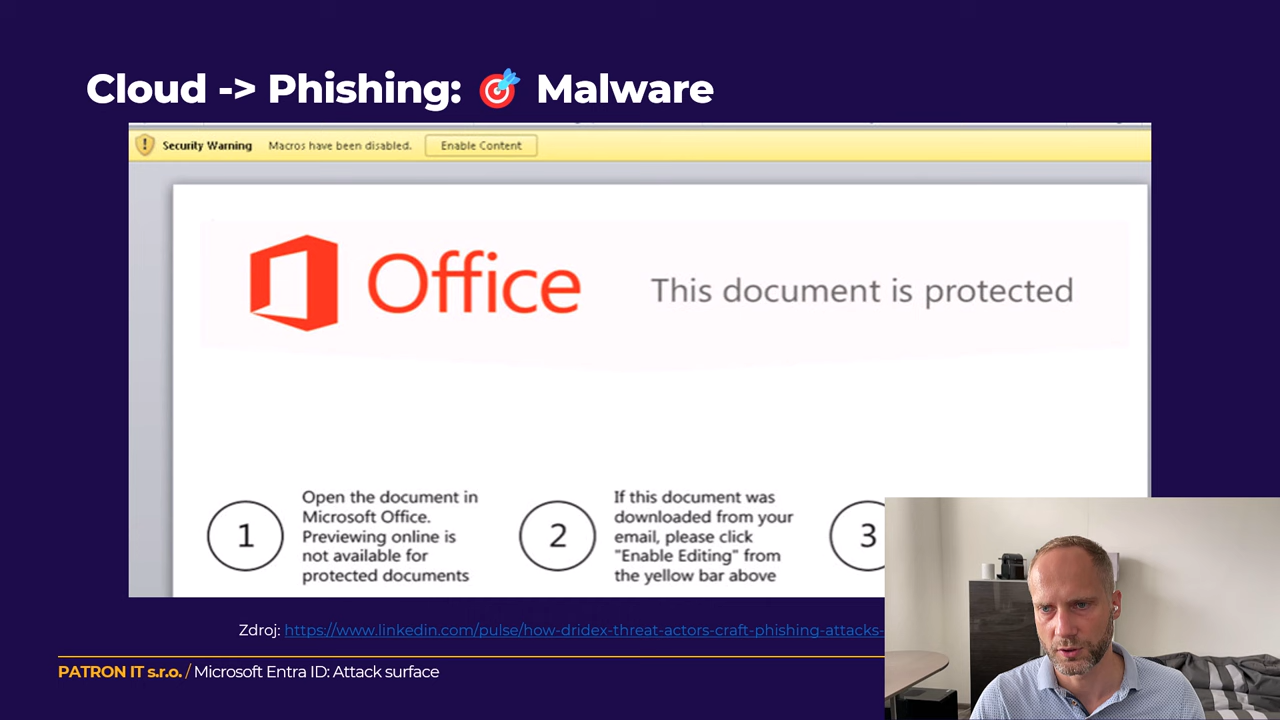 Cloud -> Phishing: 🎯 Malware
Security Warning Macros have been disabled. Enable Content
Office This document is protected
1 Open the document in
Microsoft Office.
Previewing online is
not available for
protected documents
2 If this document was
downloaded from your
email, please click
"Enable Editing" from
the yellow bar above
3
Zdroj: https://www.linkedin.com/pulse/how-dridex-threat-actors-craft-phishing-attacks-
PATRON IT s.r.o. / Microsoft Entra ID: Attack surface